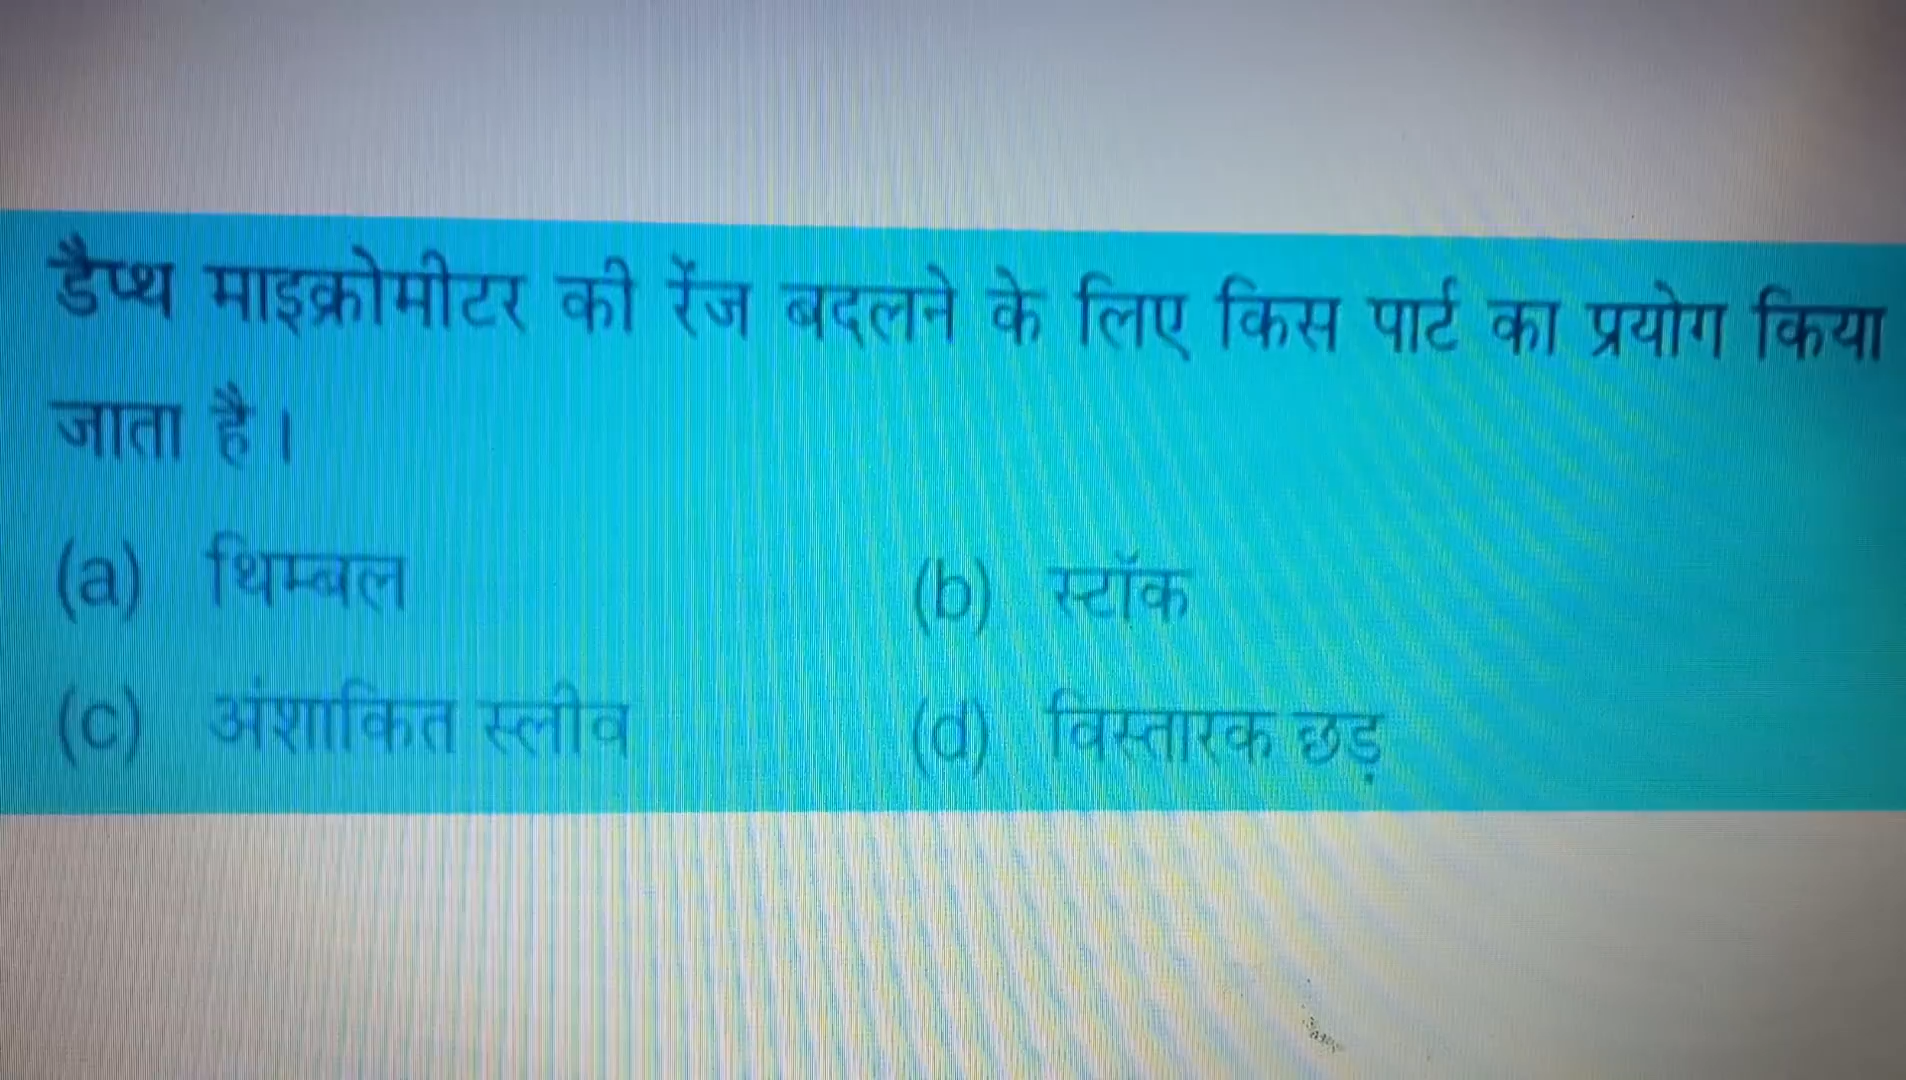 डैप्थ माइक्रोमीटर की रेंज बदलने के लिए किस पार्ट का प्रयोग किया
जाता है।
(a) थिम्बल (b) स्टॉक
(c) अंशाकित स्लीव (d) विस्तारक छड़